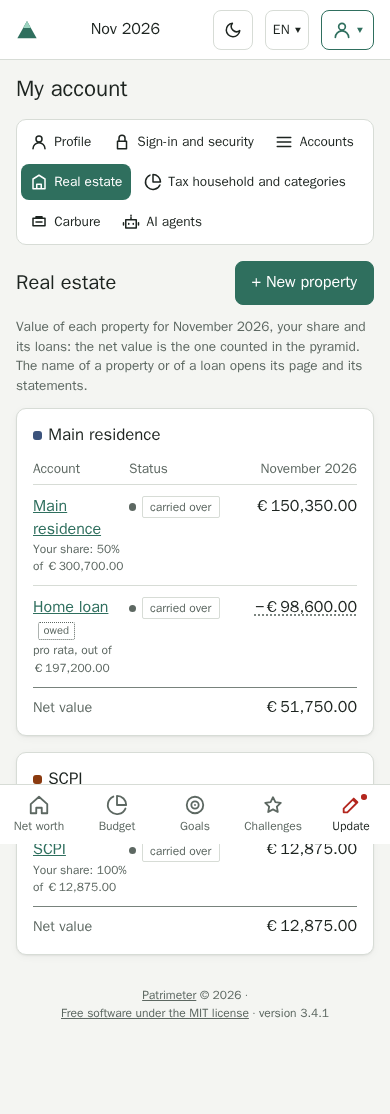 Nov 2026
EN ▾
My account
Profile
Sign-in and security
Accounts
Real estate
Tax household and categories
Carbure
AI agents
Real estate
+ New property
Value of each property for November 2026, your share and
its loans: the net value is the one counted in the pyramid.
The name of a property or of a loan opens its page and its
statements.
Main residence
Account Status November 2026
Main
residence
carried over
€ 150,350.00
Your share: 50%
of € 300,700.00
Home loan
carried over
−€ 98,600.00
owed
pro rata, out of
€ 197,200.00
Net value € 51,750.00
SCPI
Net worth
Budget
Goals
Challenges
Update
SCPI
carried over
€ 12,875.00
Your share: 100%
of € 12,875.00
Net value € 12,875.00
Patrimeter © 2026 ·
Free software under the MIT license · version 3.4.1